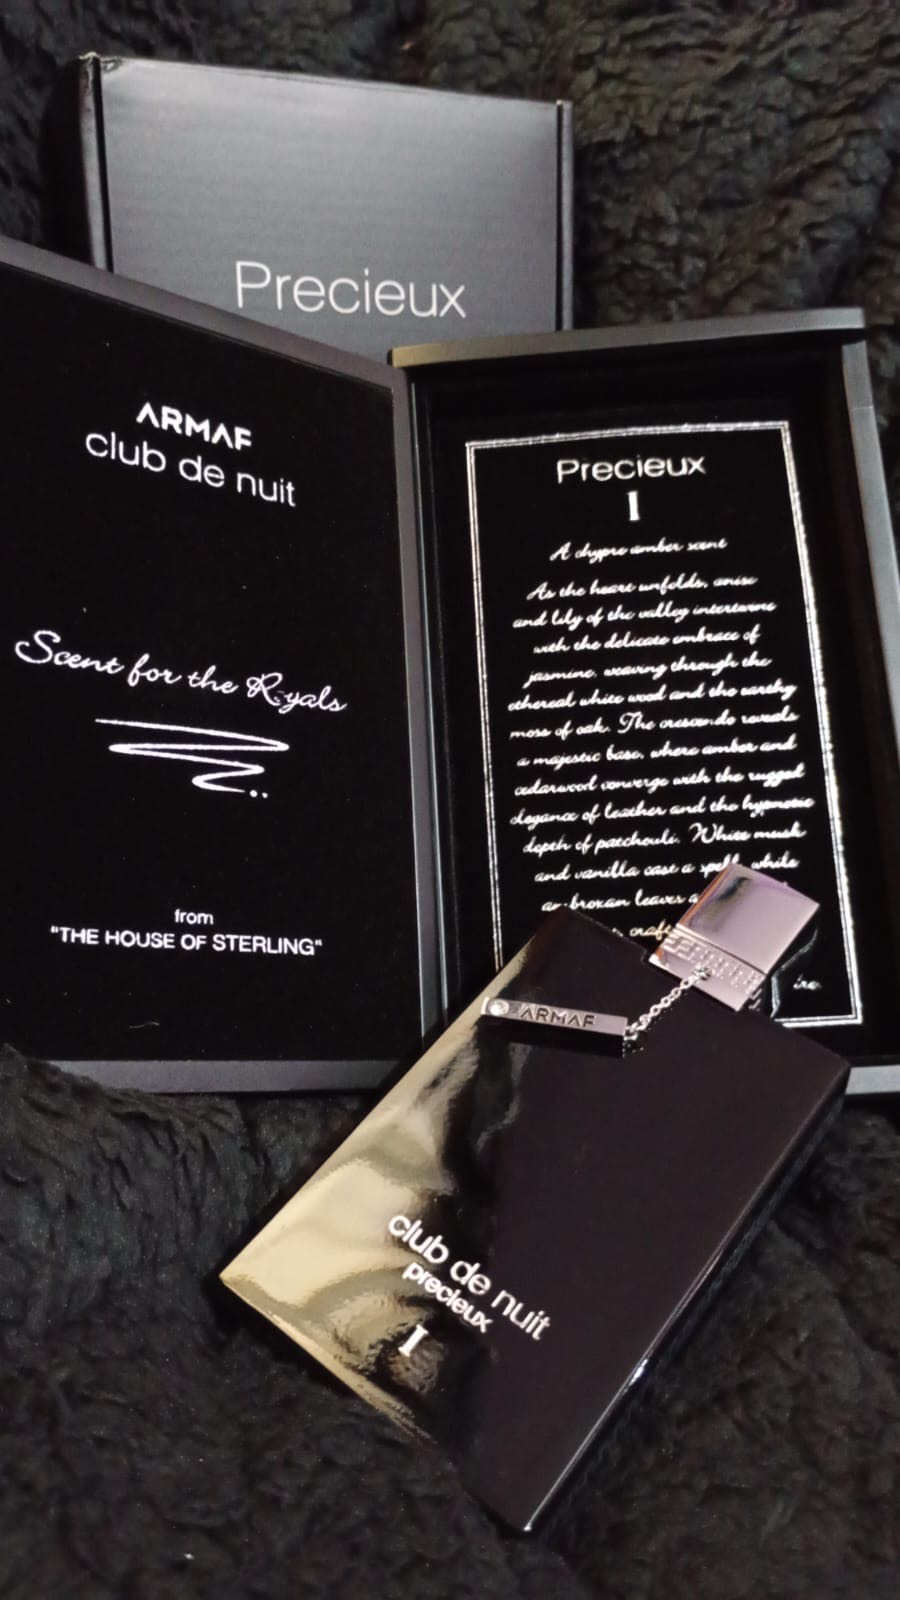 Precieux
ARMAF
club de nuit
Scent for the Royals
from
"THE HOUSE OF STERLING"
Precieux
I
A chypre amber scent
As the heart unfolds, anise
and lily of the valley intertwine
with the delicate embrace of
jasmine, weaving through the
ethereal white wood and the earthy
moss of oak. The crescendo reveals
a majestic base, where amber and
cedarwood converge with the rugged
elegance of leather and the hypnotic
depth of patchouli. White musk
and vanilla cast a spell, while
ambroxan leaves a
ARMAF
club de nuit
precieux
I